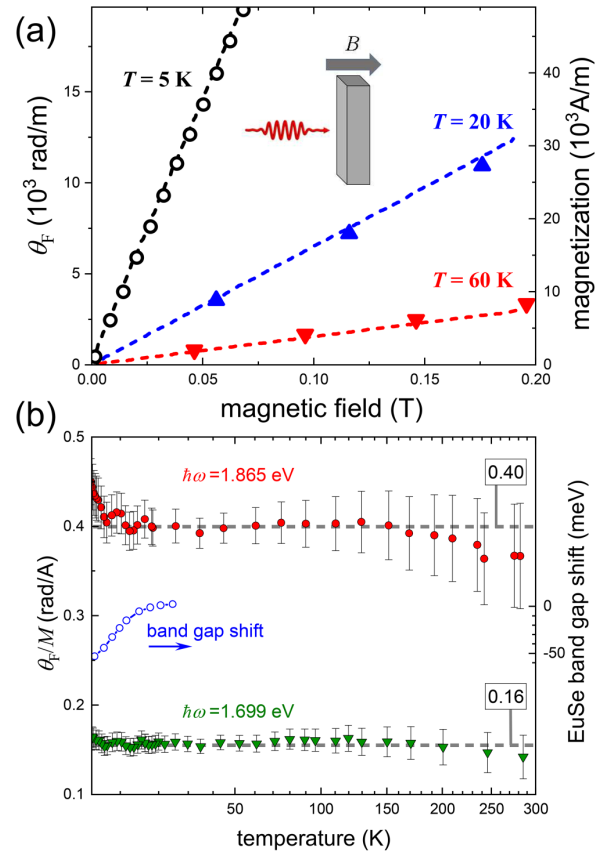 (a)
B
T = 5 K
T = 20 K
T = 60 K
θF (10³ rad/m)
15
10
5
0
magnetization (10³A/m)
40
30
20
10
0
0.00 0.05 0.10 0.15 0.20
magnetic field (T)
(b)
0.5
0.4
0.3
0.2
0.1
θF/M (rad/A)
ħω=1.865 eV
0.40
band gap shift
ħω=1.699 eV
0.16
0
-50
EuSe band gap shift (meV)
50 100 150 200 250 300
temperature (K)